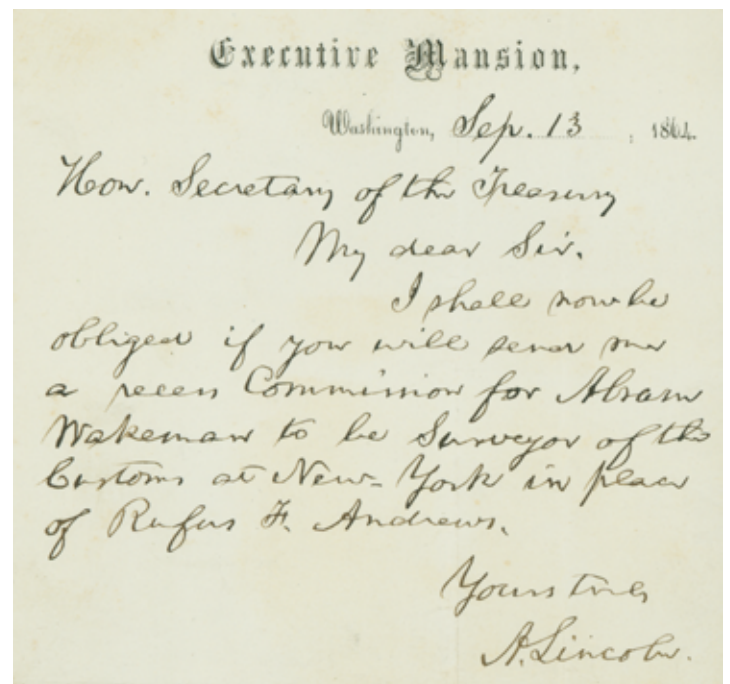 Executive Mansion,
Washington, Sep. 13, 1864.
Hon. Secretary of the Treasury
My dear Sir.
I shall now be
obliged if you will send me
a recess Commission for Abram
Wakeman to be Surveyor of the
Customs at New-York in place
of Rufus F. Andrews.
Yours truly
A. Lincoln.